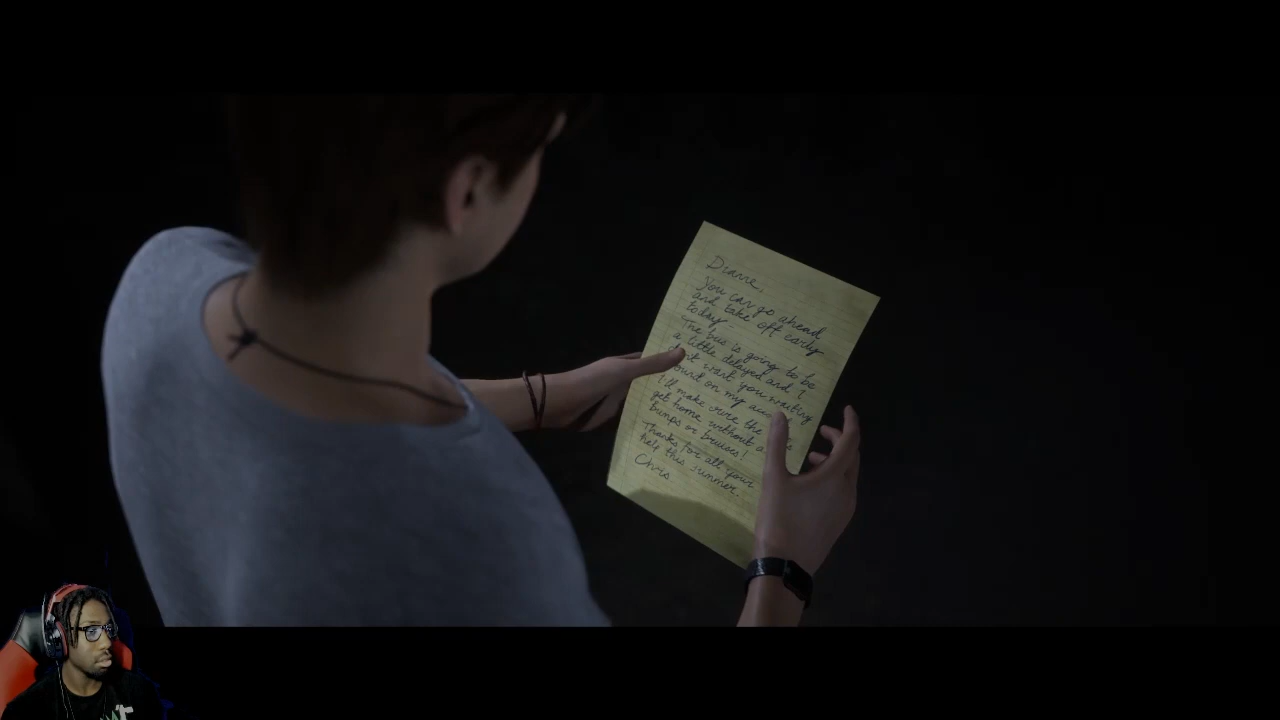 Dianne,
You can go ahead
and take off early
today -
The bus is going to be
a little delayed and I
don't want you waiting
around on my
I'll make sure the
get home without
bumps or bruises!
Thanks for all your
help this summer.
Chris